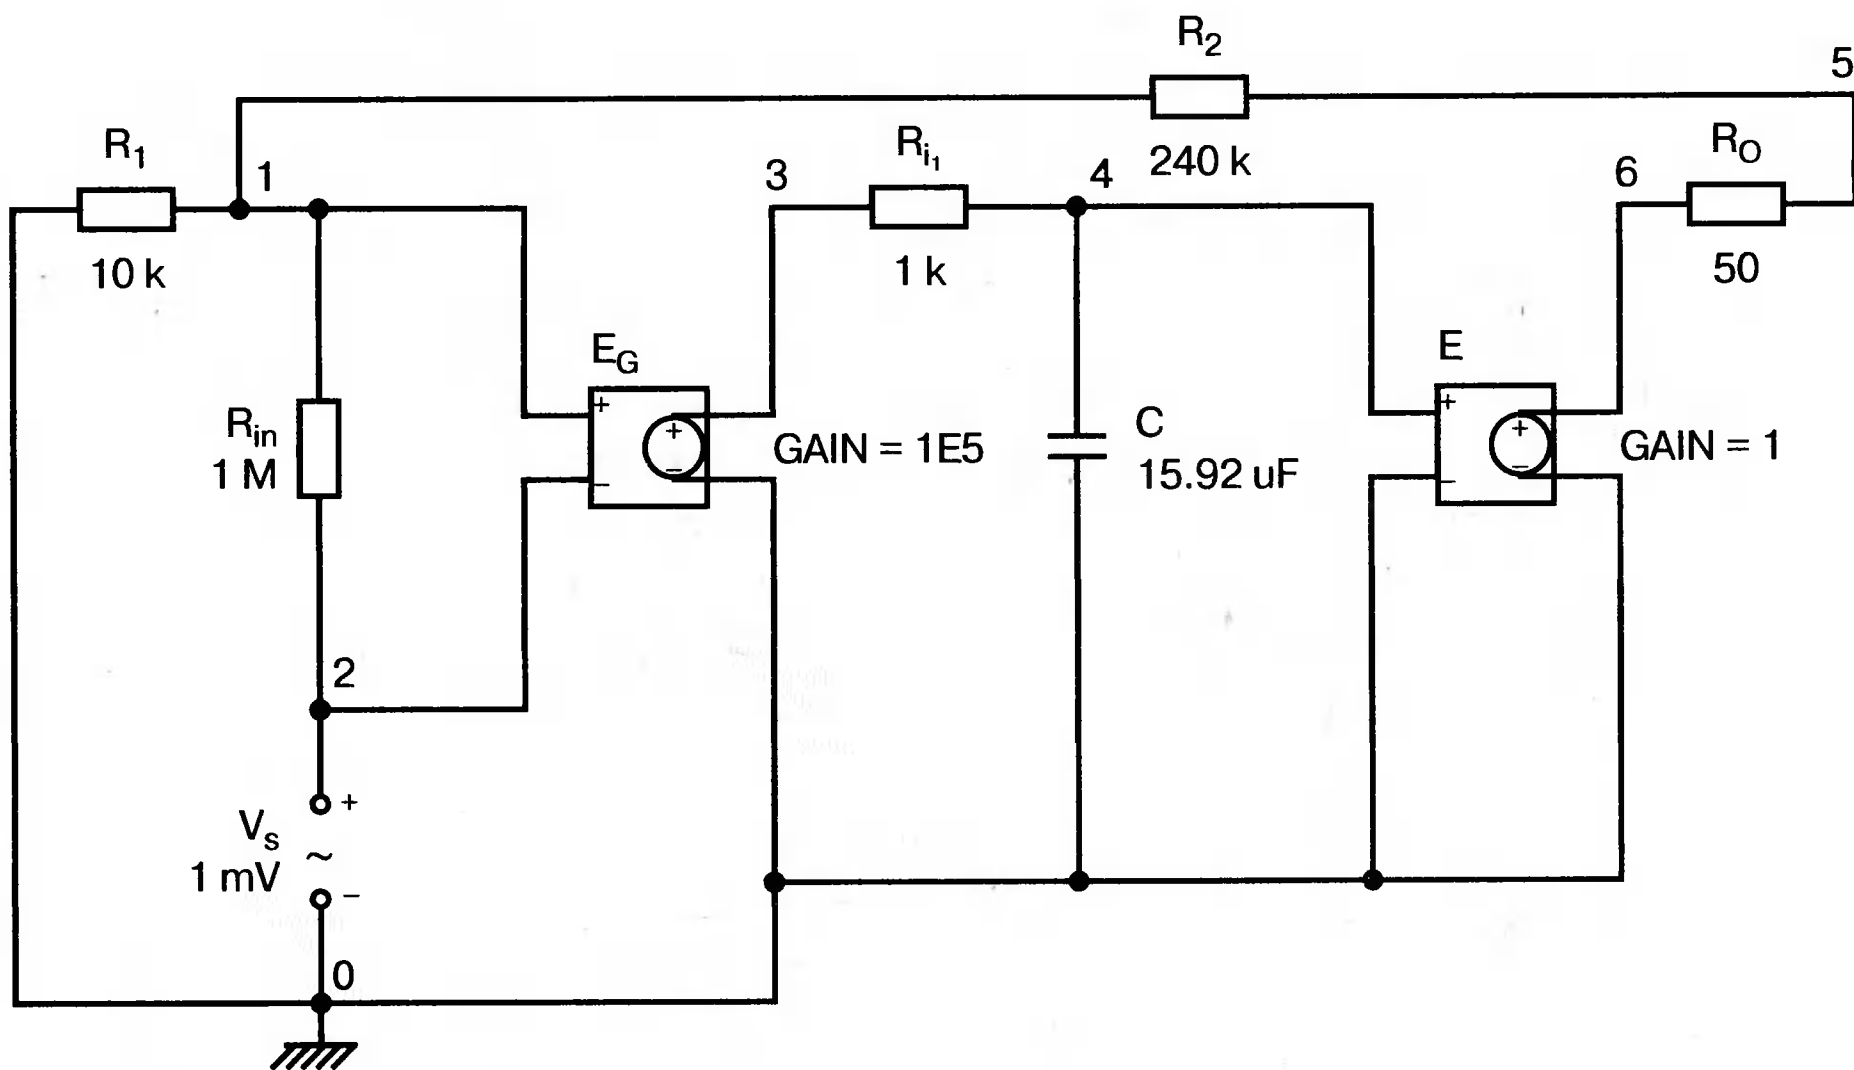 R2
5
240 k
R1
1
10 k
3
Ri1
1 k
4
6
RO
50
EG
+
−
+
−
GAIN = 1E5
Rin
1 M
C
15.92 uF
E
+
−
+
−
GAIN = 1
2
+
Vs
~
1 mV
−
0